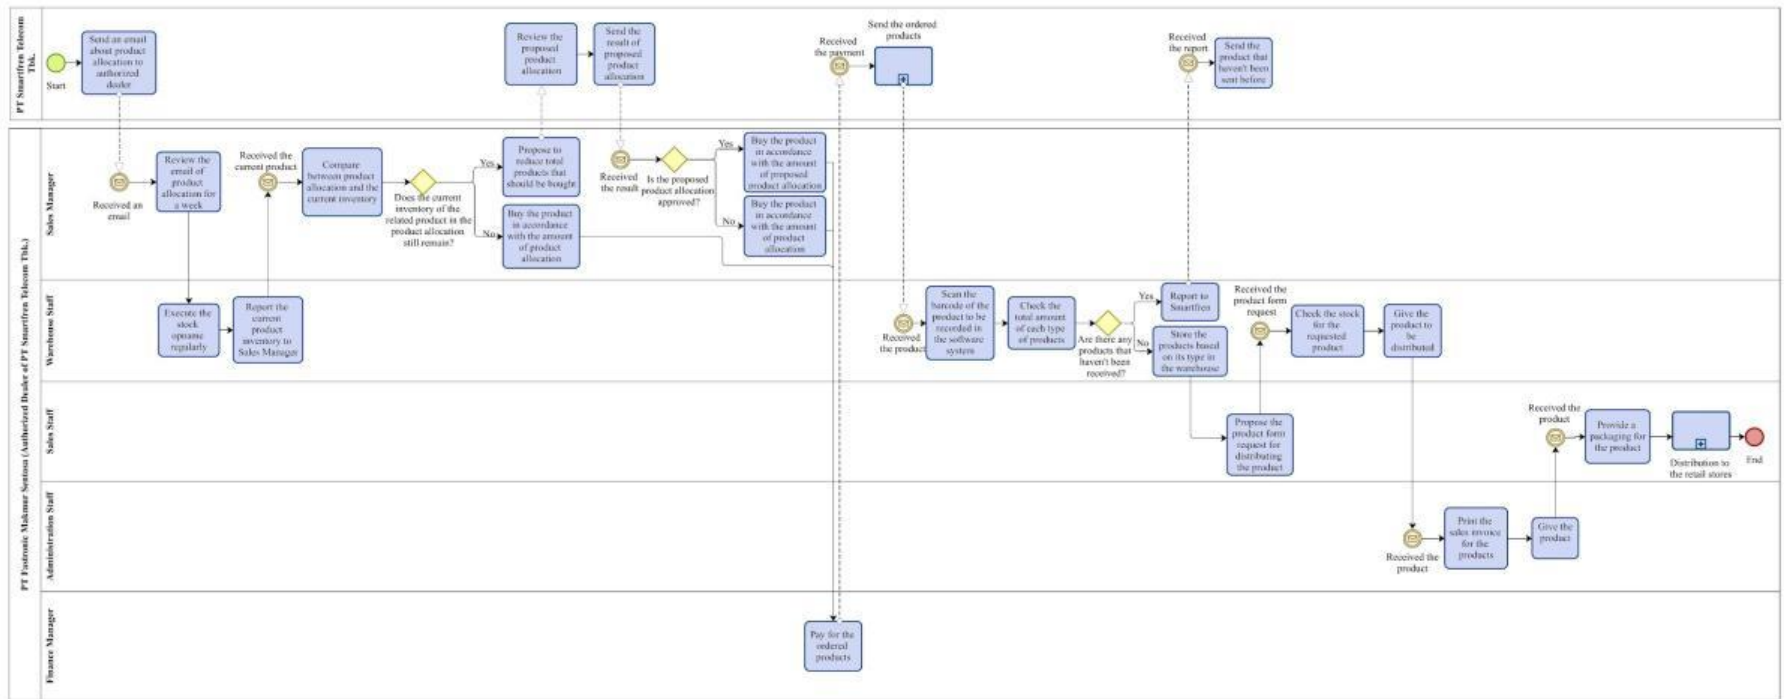 PT Smartfren Telecom
Tbk.
Start
Send an email
about product
allocation to
authorized
dealer
Review the
proposed
product
allocation
Send the
result of
proposed
product
allocation
Received
the payment
Send the ordered
products
Received
the report
Send the
product that
haven't been
sent before
PT Fastronic Makmur Sentosa (Authorized Dealer of PT Smartfren Telecom Tbk.)
Sales Manager
Received an
email
Review the
email of
product
allocation for
a week
Received the
current product
Compare
between product
allocation and the
current inventory
Does the current
inventory of the
related product in the
product allocation
still remain?
Yes
No
Propose to
reduce total
products that
should be bought
Buy the product
in accordance
with the amount
of product
allocation
Received
the result
Is the proposed
product allocation
approved?
Yes
No
Buy the product
in accordance
with the amount
of proposed
product allocation
Buy the product
in accordance
with the amount
of product
allocation
Warehouse Staff
Execute the
stock
opname
regularly
Report the
current
product
inventory to
Sales Manager
Received
the product
Scan the
barcode of the
product to be
recorded in
the software
system
Check the
total amount
of each type
of products
Are there any
products that
haven't been
received?
Yes
No
Report to
Smartfren
Store the
products based
on its type in
the warehouse
Received the
product form
request
Check the stock
for the
requested
product
Give the
product to
be
distributed
Sales Staff
Propose the
product form
request for
distributing
the product
Received the
product
Provide a
packaging for
the product
Distribution to
the retail stores
End
Administration Staff
Received the
product
Print the
sales invoice
for the
products
Give the
product
Finance Manager
Pay for the
ordered
products